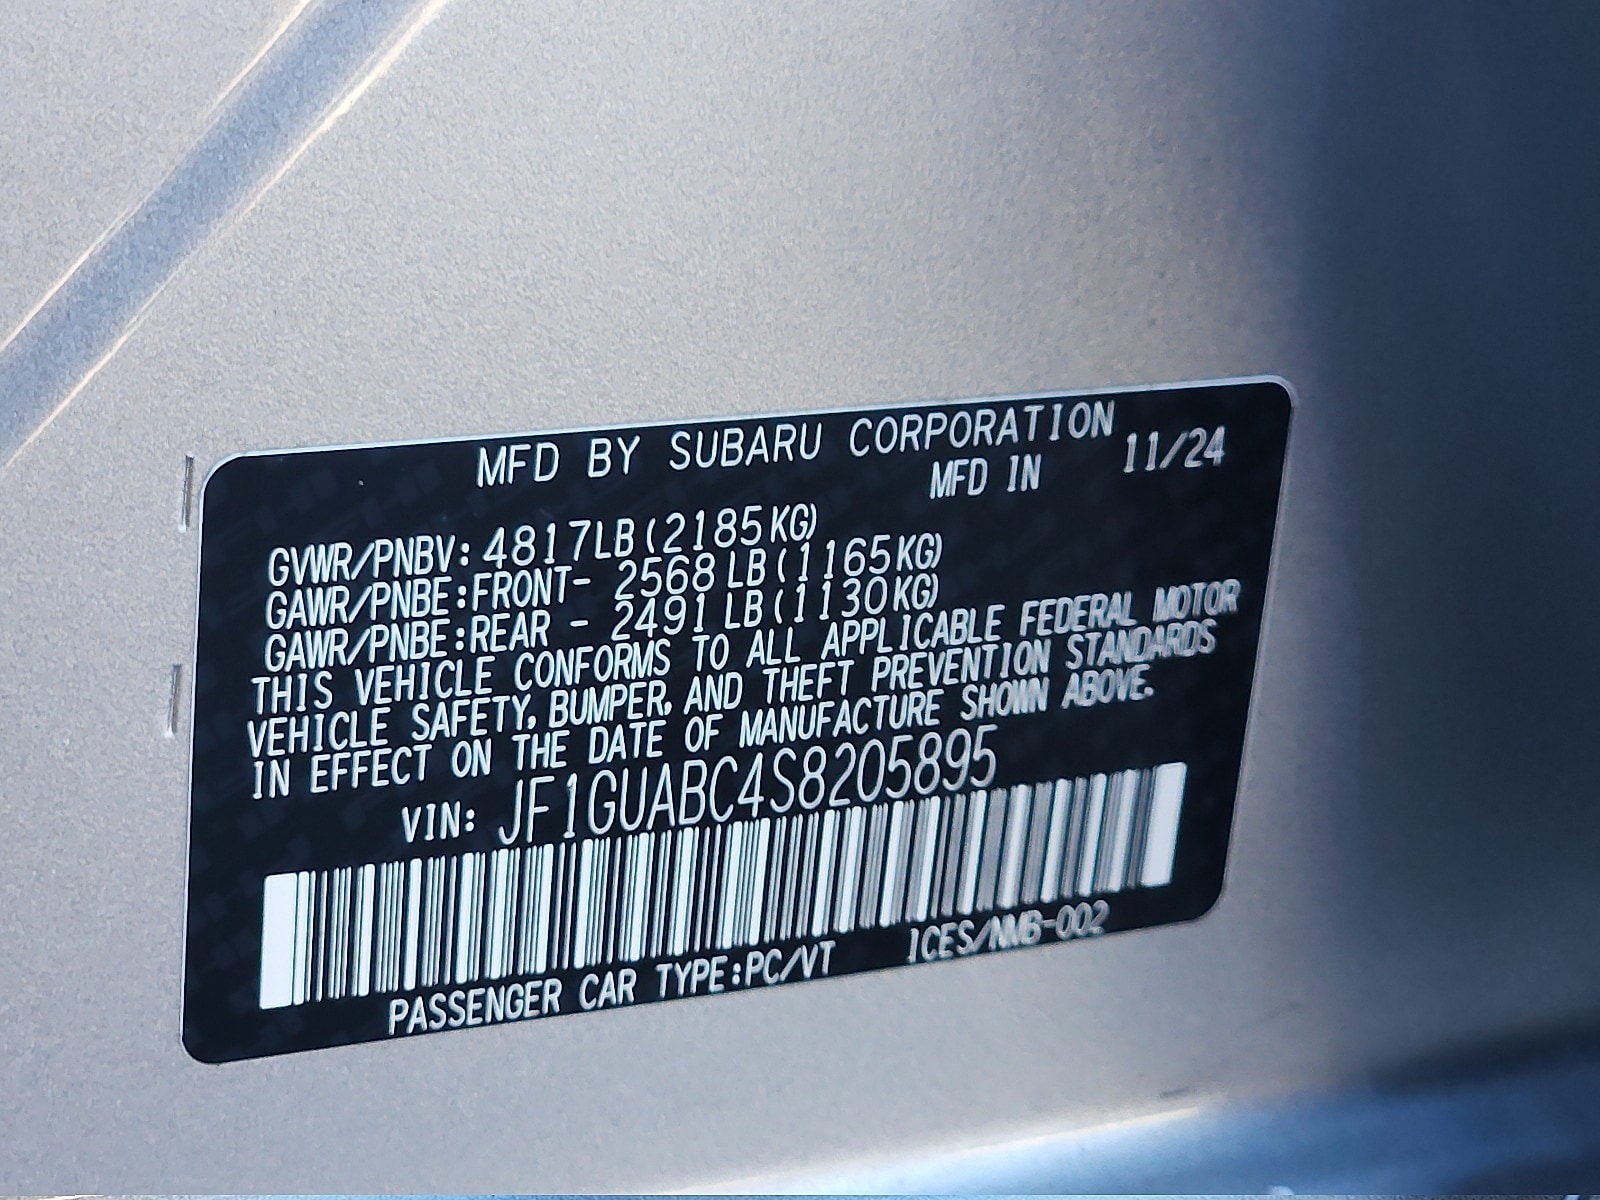 MFD BY SUBARU CORPORATION
MFD IN 11/24
GVWR/PNBV: 4817LB(2185KG)
GAWR/PNBE:FRONT- 2568LB(1165KG)
GAWR/PNBE:REAR - 2491LB(1130KG)
THIS VEHICLE CONFORMS TO ALL APPLICABLE FEDERAL MOTOR
VEHICLE SAFETY, BUMPER, AND THEFT PREVENTION STANDARDS
IN EFFECT ON THE DATE OF MANUFACTURE SHOWN ABOVE.
VIN: JF1GUABC4S8205895
PASSENGER CAR TYPE:PC/VT ICES/NMB-002